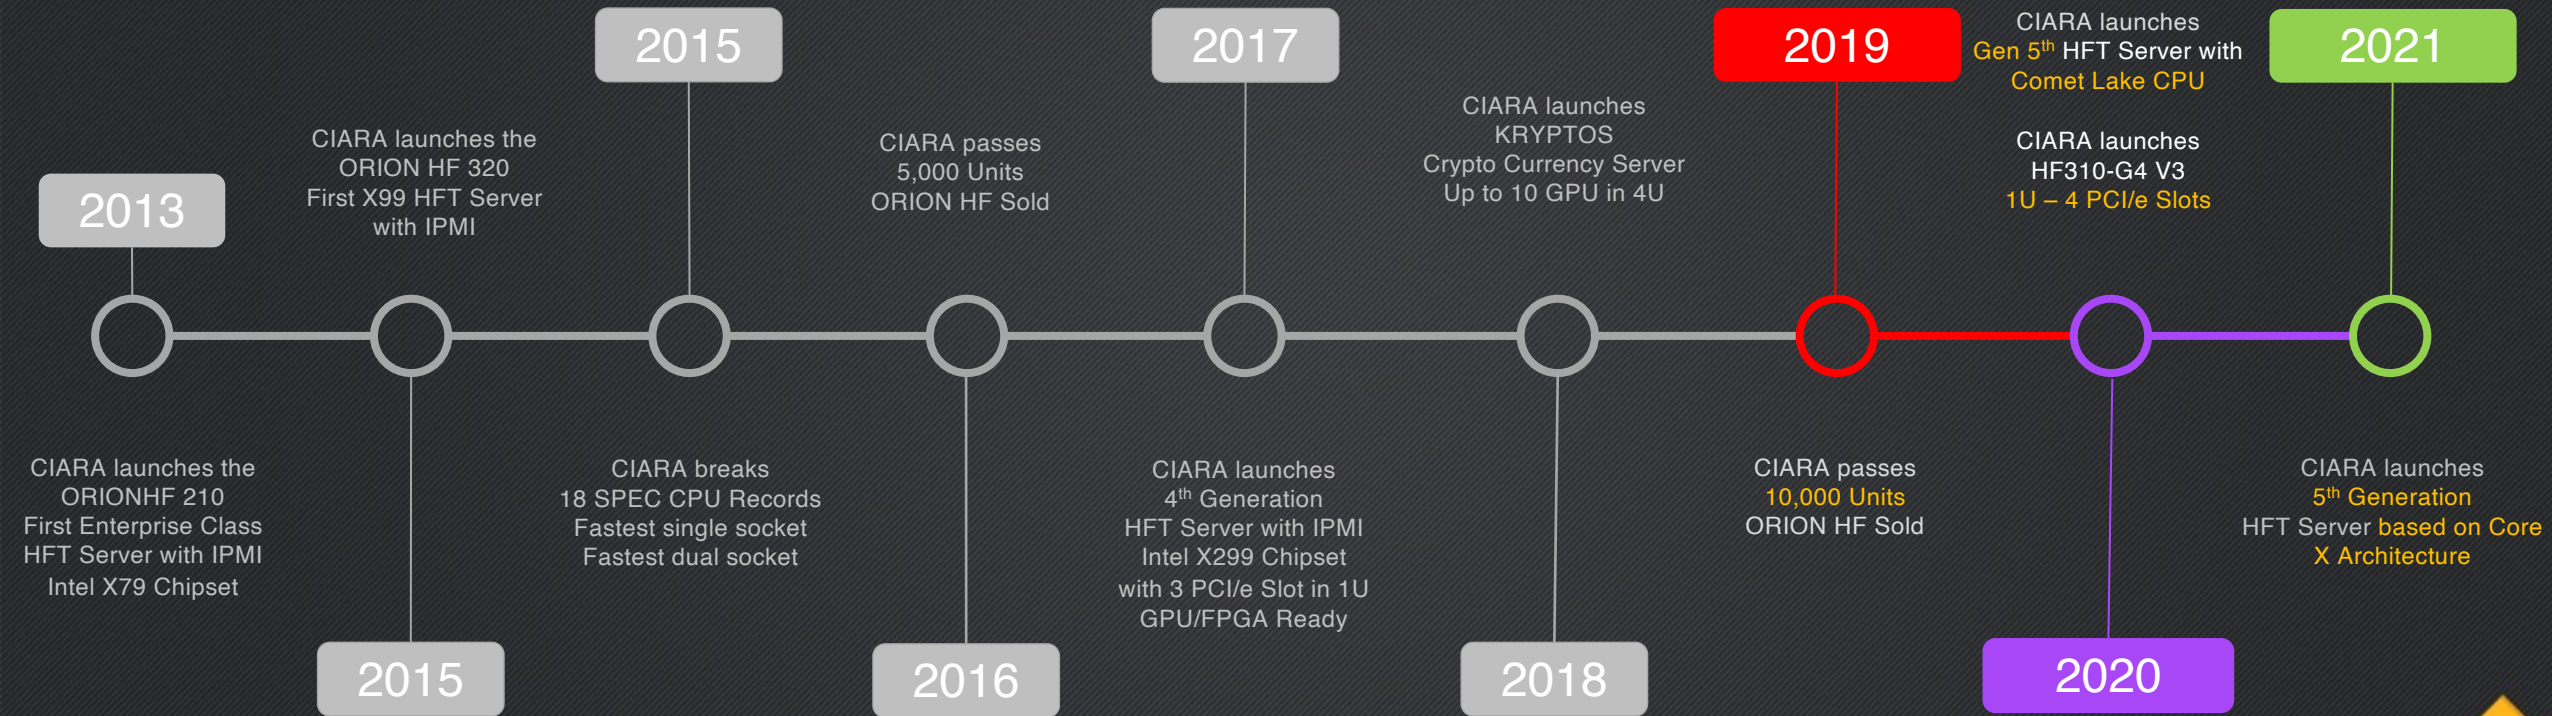 2013
CIARA launches the
ORIONHF 210
First Enterprise Class
HFT Server with IPMI
Intel X79 Chipset
CIARA launches the
ORION HF 320
First X99 HFT Server
with IPMI
2015
2015
CIARA breaks
18 SPEC CPU Records
Fastest single socket
Fastest dual socket
CIARA passes
5,000 Units
ORION HF Sold
2016
2017
CIARA launches
4th Generation
HFT Server with IPMI
Intel X299 Chipset
with 3 PCI/e Slot in 1U
GPU/FPGA Ready
CIARA launches
KRYPTOS
Crypto Currency Server
Up to 10 GPU in 4U
2018
2019
CIARA passes
10,000 Units
ORION HF Sold
CIARA launches
Gen 5th HFT Server with
Comet Lake CPU
CIARA launches
HF310-G4 V3
1U – 4 PCI/e Slots
2020
2021
CIARA launches
5th Generation
HFT Server based on Core
X Architecture